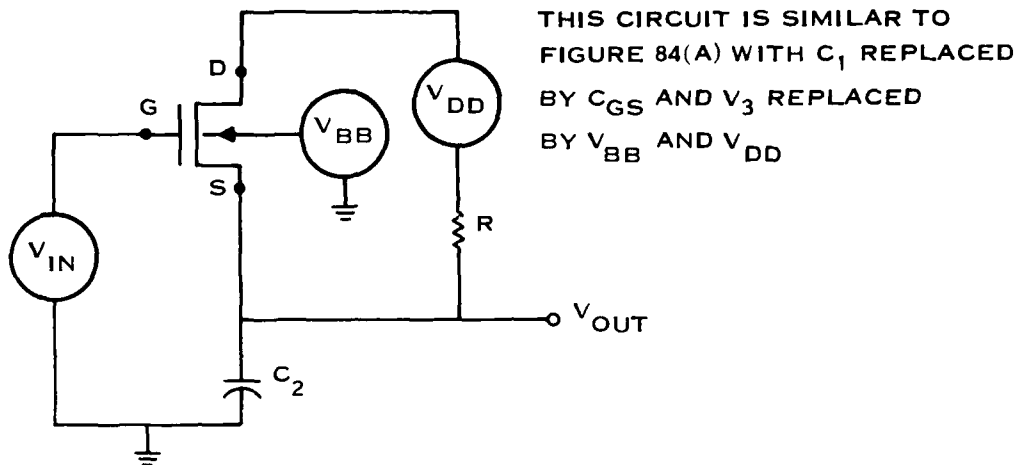 THIS CIRCUIT IS SIMILAR TO
FIGURE 84(A) WITH C1 REPLACED
BY CGS AND V3 REPLACED
BY VBB AND VDD
D
G
VBB
VDD
S
R
VIN
VOUT
C2